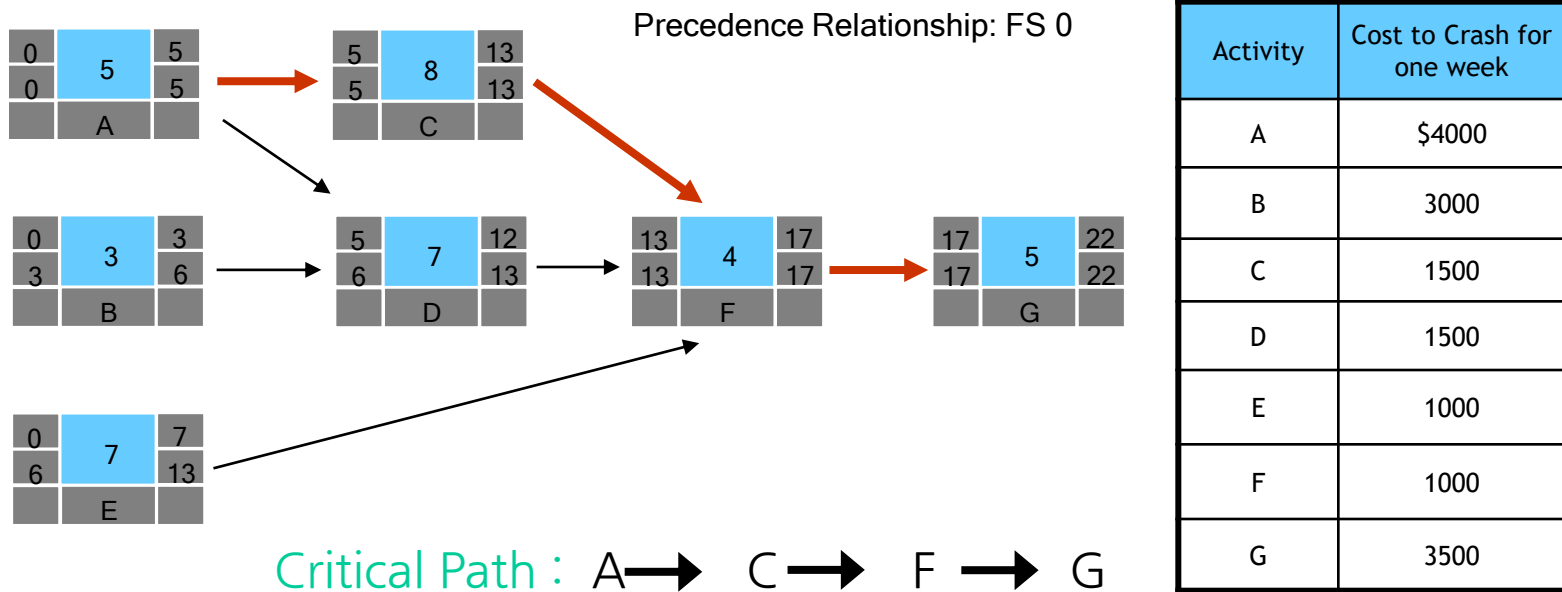 Precedence Relationship: FS 0
0 5 5
0 5
A
5 8 13
5 13
C
0 3 3
3 6
B
5 7 12
6 13
D
13 4 17
13 17
F
17 5 22
17 22
G
0 7 7
6 13
E
Critical Path : A C F G
Activity
Cost to Crash for
one week
A $4000
B 3000
C 1500
D 1500
E 1000
F 1000
G 3500